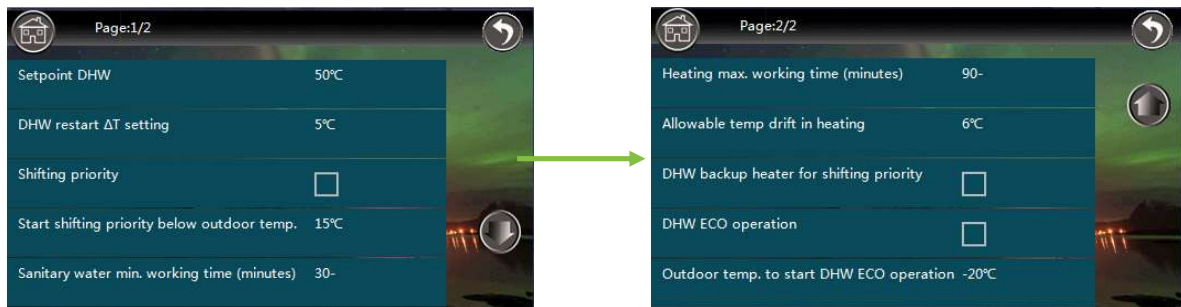 Page:1/2
Setpoint DHW 50℃
DHW restart ΔT setting 5℃
Shifting priority
Start shifting priority below outdoor temp. 15℃
Sanitary water min. working time (minutes) 30-
Page:2/2
Heating max. working time (minutes) 90-
Allowable temp drift in heating 6℃
DHW backup heater for shifting priority
DHW ECO operation
Outdoor temp. to start DHW ECO operation -20℃